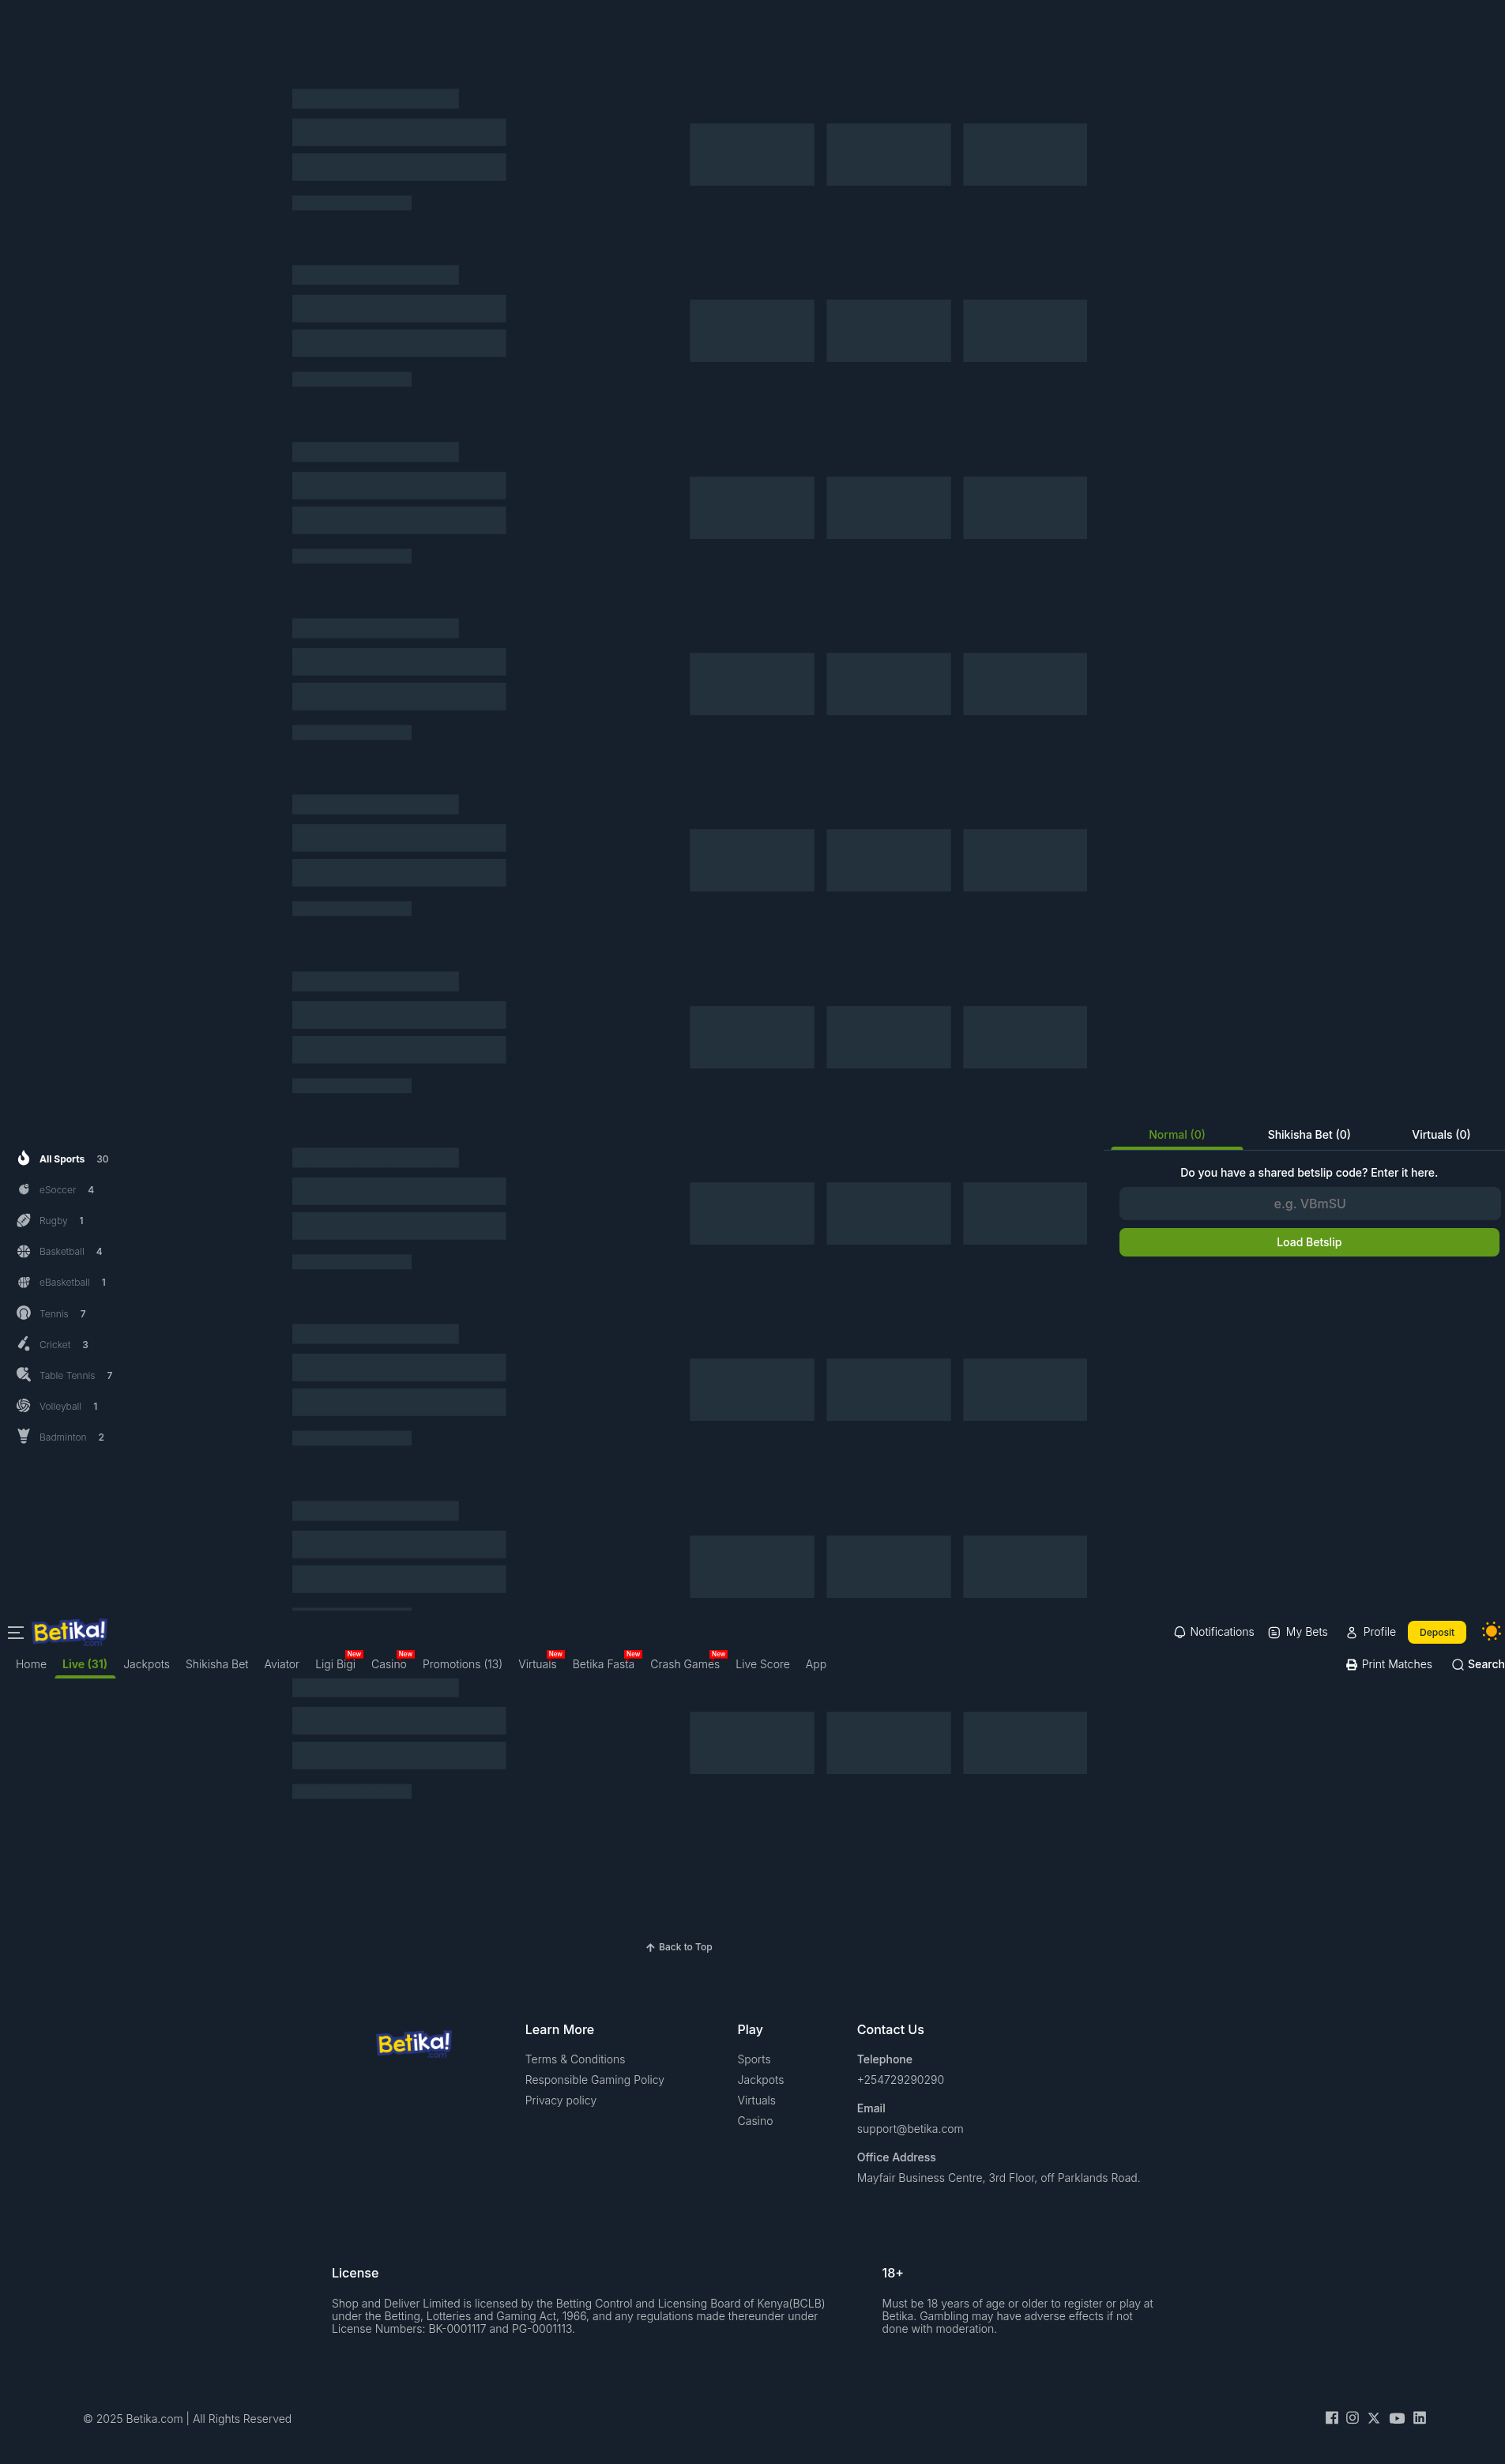 Normal (0)
Shikisha Bet (0)
Virtuals (0)
Do you have a shared betslip code? Enter it here.
e.g. VBmSU
Load Betslip
All Sports 30
eSoccer 4
Rugby 1
Basketball 4
eBasketball 1
Tennis 7
Cricket 3
Table Tennis 7
Volleyball 1
Badminton 2
Betika!
.com
Notifications
My Bets
Profile
Deposit
Home
Live (31)
Jackpots
Shikisha Bet
Aviator
Ligi Bigi
New
Casino
New
Promotions (13)
Virtuals
New
Betika Fasta
New
Crash Games
New
Live Score
App
Print Matches
Search
Back to Top
Betika!
.com
Learn More
Terms & Conditions
Responsible Gaming Policy
Privacy policy
Play
Sports
Jackpots
Virtuals
Casino
Contact Us
Telephone
+254729290290
Email
support@betika.com
Office Address
Mayfair Business Centre, 3rd Floor, off Parklands Road.
License
Shop and Deliver Limited is licensed by the Betting Control and Licensing Board of Kenya(BCLB)
under the Betting, Lotteries and Gaming Act, 1966, and any regulations made thereunder under
License Numbers: BK-0001117 and PG-0001113.
18+
Must be 18 years of age or older to register or play at
Betika. Gambling may have adverse effects if not
done with moderation.
© 2025 Betika.com | All Rights Reserved